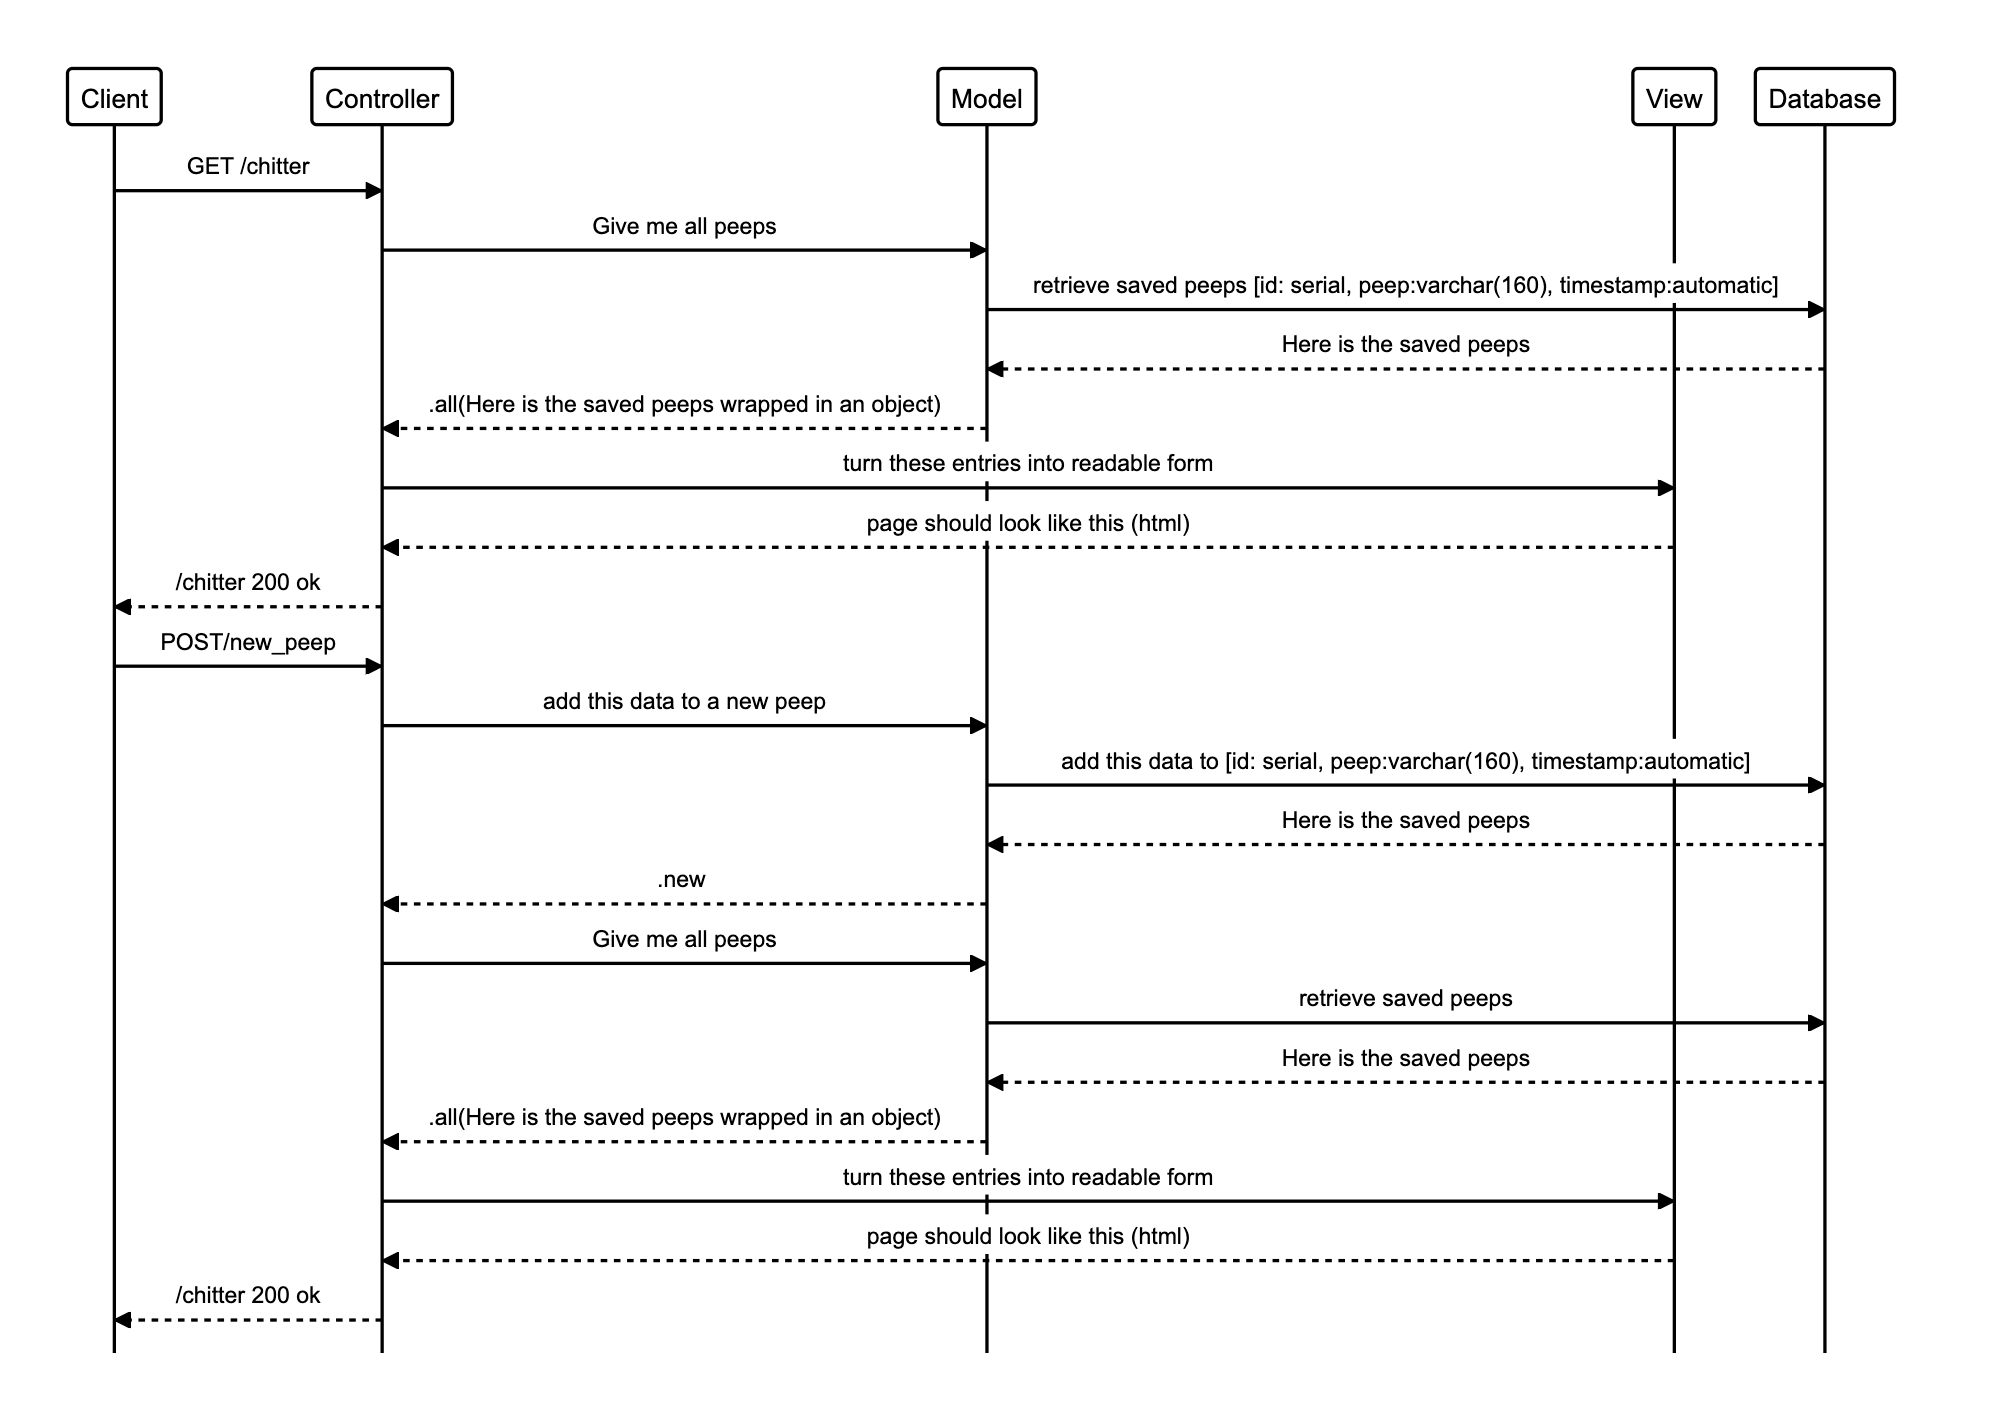 Client
Controller
Model
View
Database
GET /chitter
Give me all peeps
retrieve saved peeps [id: serial, peep:varchar(160), timestamp:automatic]
Here is the saved peeps
.all(Here is the saved peeps wrapped in an object)
turn these entries into readable form
page should look like this (html)
/chitter 200 ok
POST/new_peep
add this data to a new peep
add this data to [id: serial, peep:varchar(160), timestamp:automatic]
Here is the saved peeps
.new
Give me all peeps
retrieve saved peeps
Here is the saved peeps
.all(Here is the saved peeps wrapped in an object)
turn these entries into readable form
page should look like this (html)
/chitter 200 ok